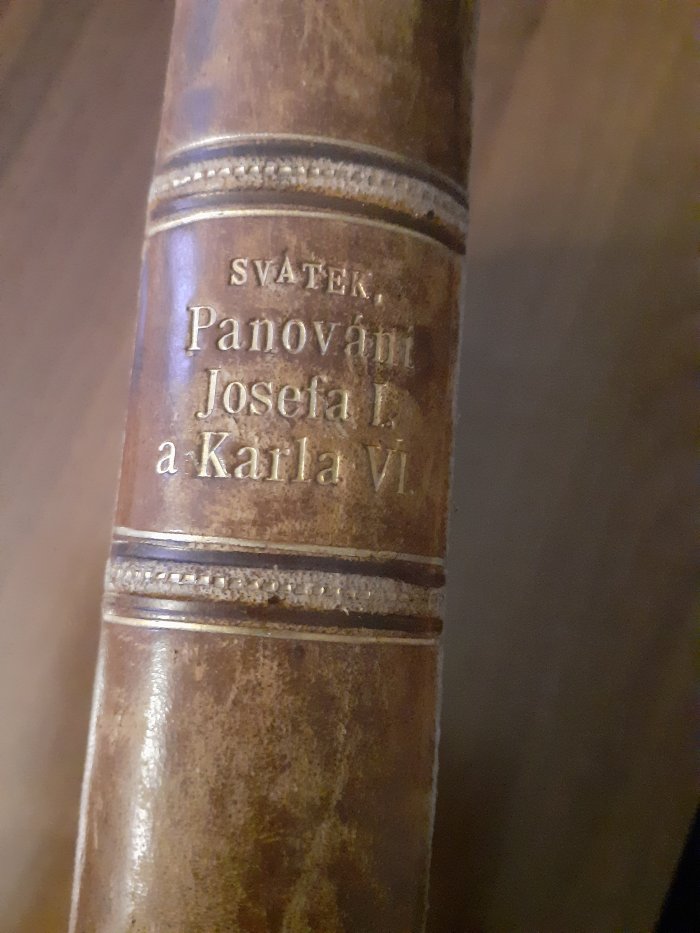 SVÁTEK,
Panování
Josefa I.
a Karla VI.